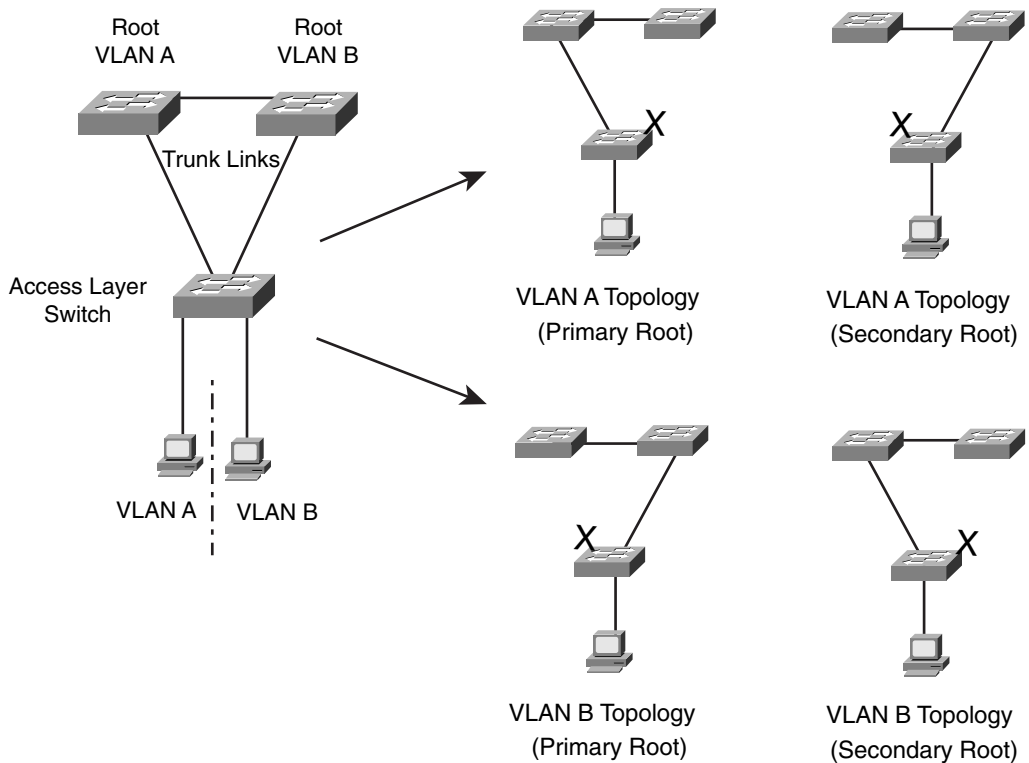 Root
VLAN A
Root
VLAN B
Trunk Links
Access Layer
Switch
VLAN A
VLAN B
X
VLAN A Topology
(Primary Root)
X
VLAN A Topology
(Secondary Root)
X
VLAN B Topology
(Primary Root)
X
VLAN B Topology
(Secondary Root)